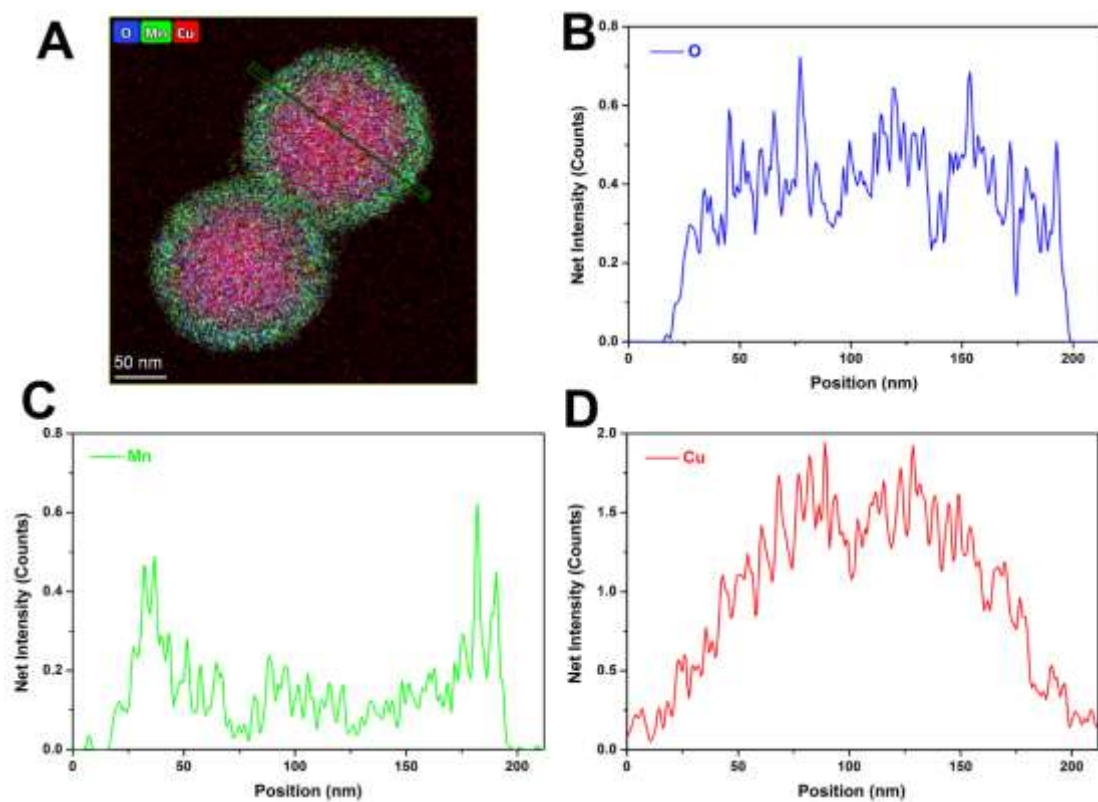 A
O Mn Cu
50 nm
B
O
Net Intensity (Counts)
0.8
0.6
0.4
0.2
0.0
0 50 100 150 200
Position (nm)
C
Mn
Net Intensity (Counts)
0.8
0.6
0.4
0.2
0.0
0 50 100 150 200
Position (nm)
D
Cu
Net Intensity (Counts)
2.0
1.5
1.0
0.5
0.0
0 50 100 150 200
Position (nm)